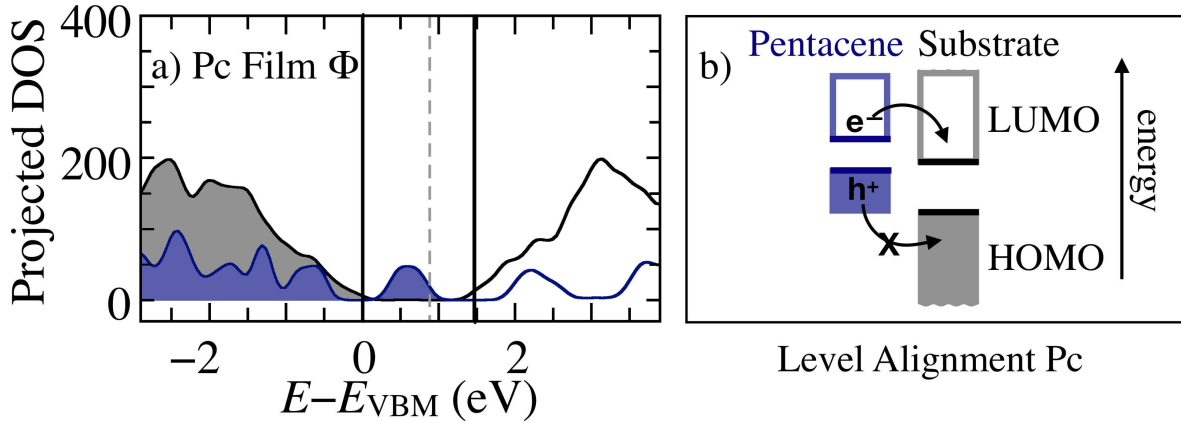 400
200
0
Projected DOS
a) Pc Film Φ
−2 0 2
E−E_VBM (eV)
b)
Pentacene Substrate
e−
LUMO
h+
X
HOMO
energy
Level Alignment Pc